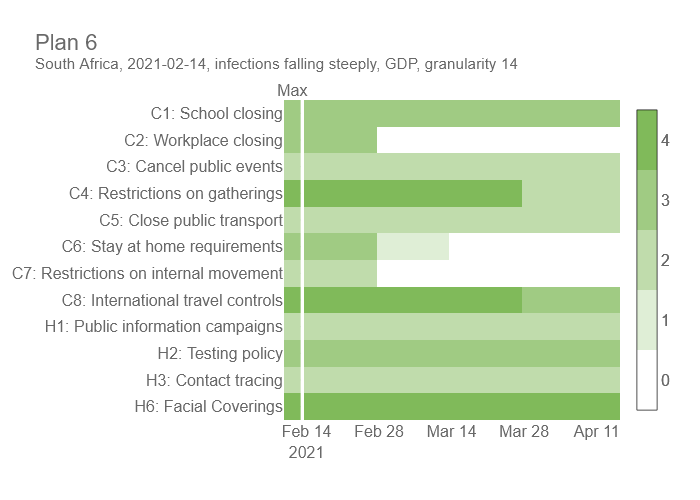 Plan 6
South Africa, 2021-02-14, infections falling steeply, GDP, granularity 14
Max
C1: School closing
C2: Workplace closing
C3: Cancel public events
C4: Restrictions on gatherings
C5: Close public transport
C6: Stay at home requirements
C7: Restrictions on internal movement
C8: International travel controls
H1: Public information campaigns
H2: Testing policy
H3: Contact tracing
H6: Facial Coverings
Feb 14 Feb 28 Mar 14 Mar 28 Apr 11
2021
4
3
2
1
0